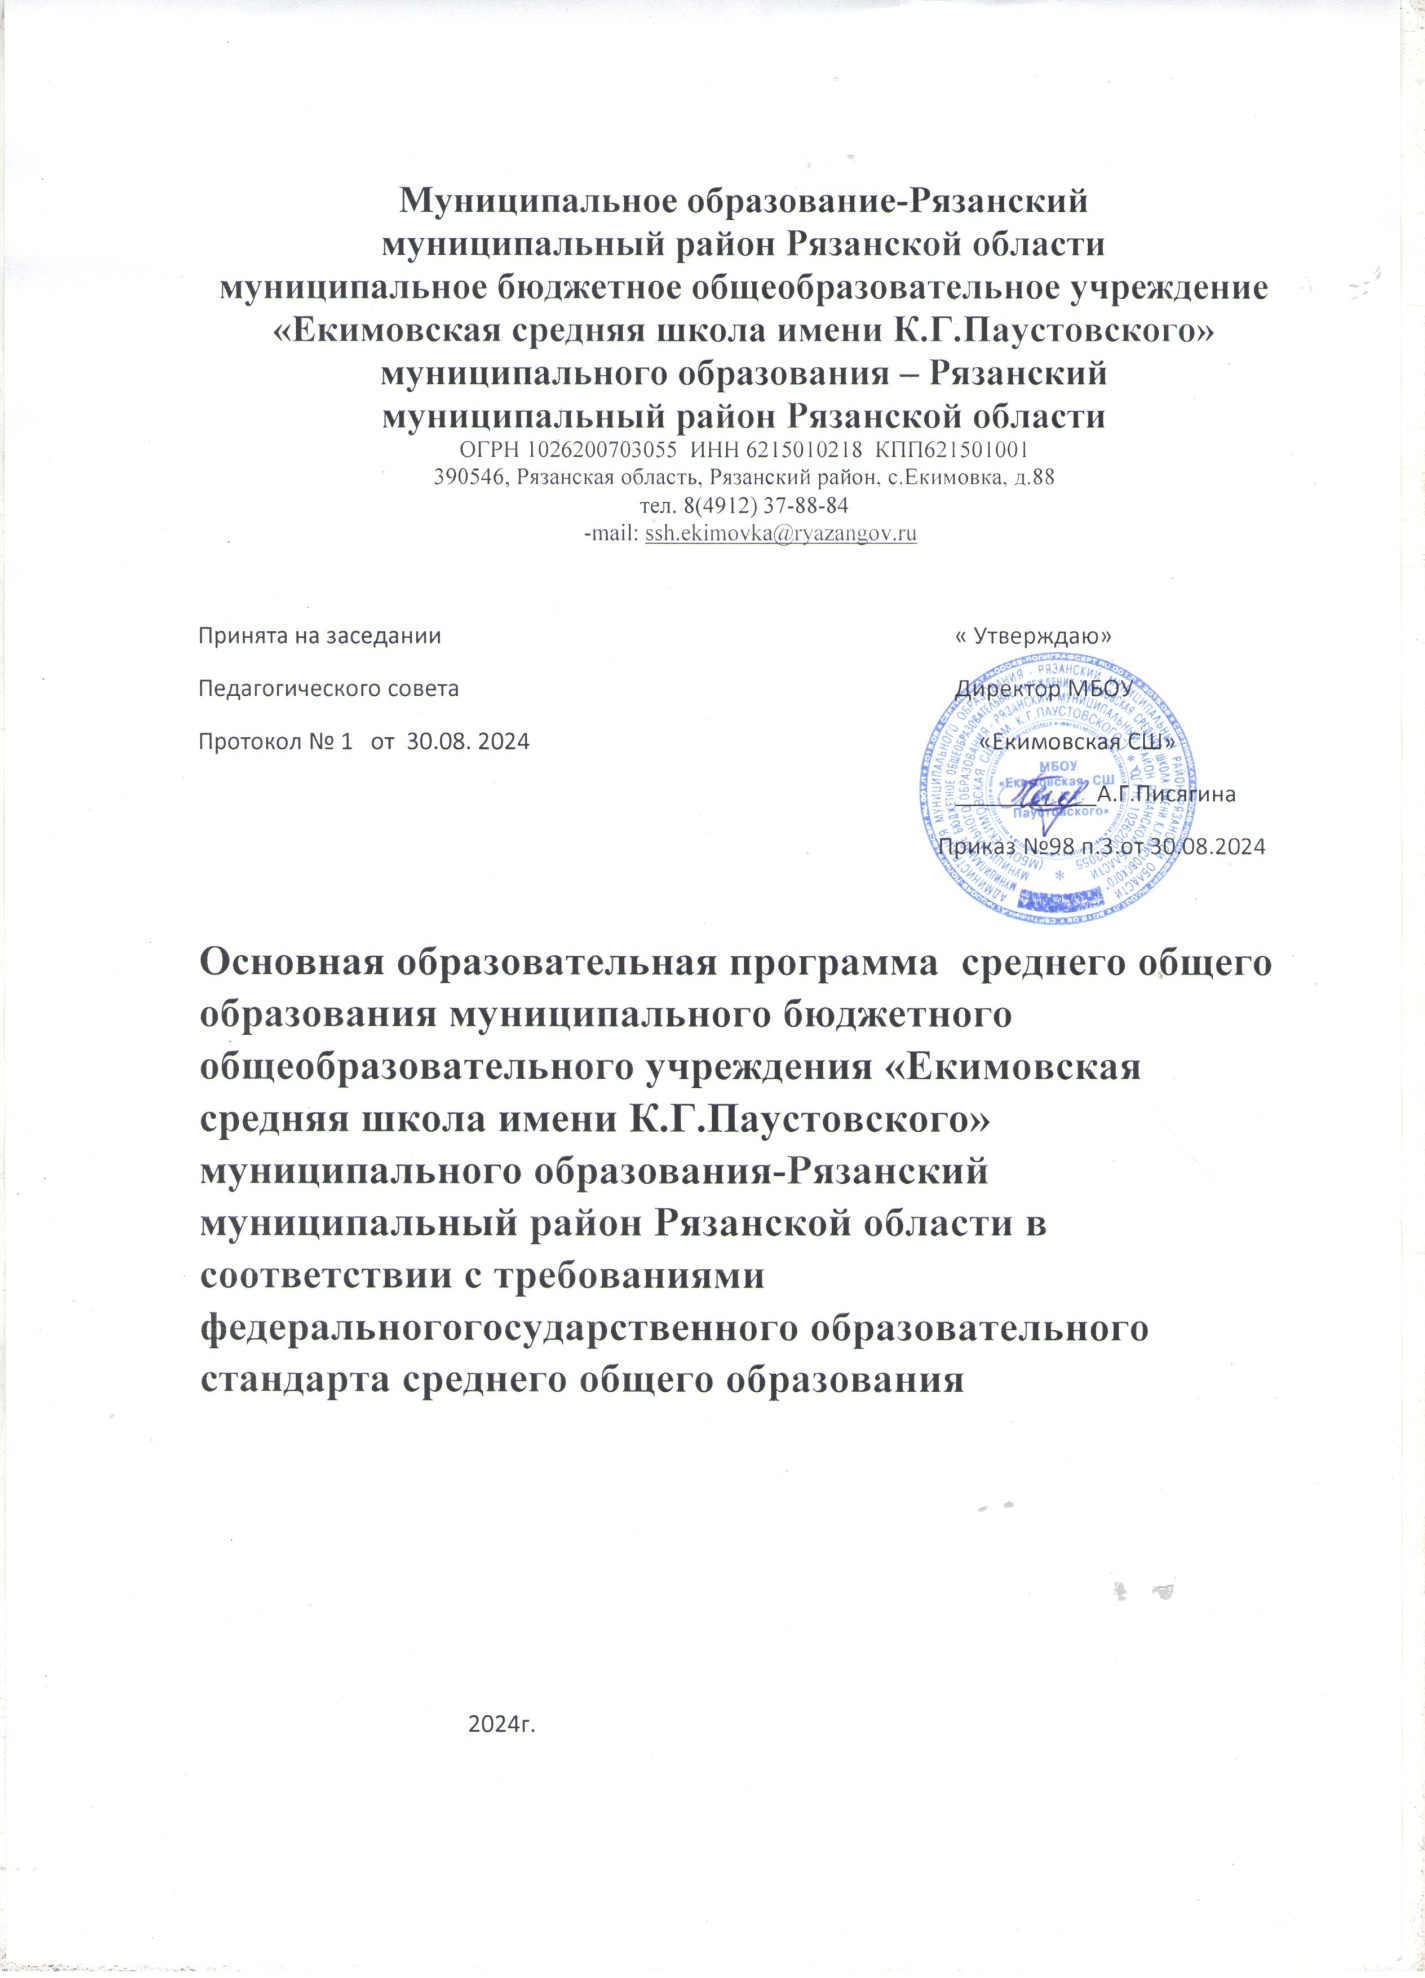 Муниципальное образование-Рязанский
муниципальный район Рязанской области
муниципальное бюджетное общеобразовательное учреждение
«Екимовская средняя школа имени К.Г.Паустовского»
муниципального образования – Рязанский
муниципальный район Рязанской области
ОГРН 1026200703055 ИНН 6215010218 КПП621501001
390546, Рязанская область, Рязанский район, с.Екимовка, д.88
тел. 8(4912) 37-88-84
-mail: ssh.ekimovka@ryazangov.ru
Принята на заседании
« Утверждаю»
Педагогического совета
Директор МБОУ
Протокол № 1 от 30.08. 2024
«Екимовская СШ»
МБОУ
«Екимовская СШ
Паустовского»
____________А.Г.Писягина
Приказ №98 п.3.от 30.08.2024
Основная образовательная программа среднего общего
образования муниципального бюджетного
общеобразовательного учреждения «Екимовская
средняя школа имени К.Г.Паустовского»
муниципального образования-Рязанский
муниципальный район Рязанской области в
соответствии с требованиями
федеральногогосударственного образовательного
стандарта среднего общего образования
2024г.